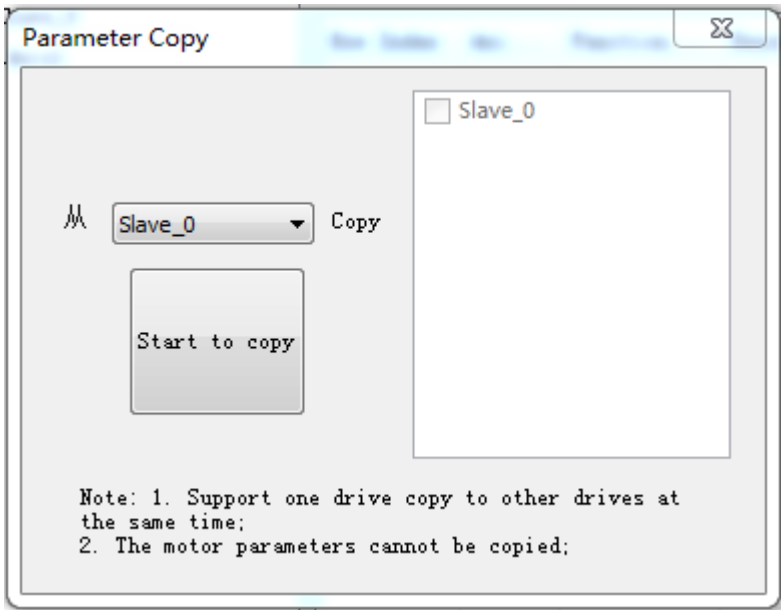 Parameter Copy
Slave_0
从 Slave_0 Copy
Start to copy
Note: 1. Support one drive copy to other drives at
the same time;
2. The motor parameters cannot be copied;